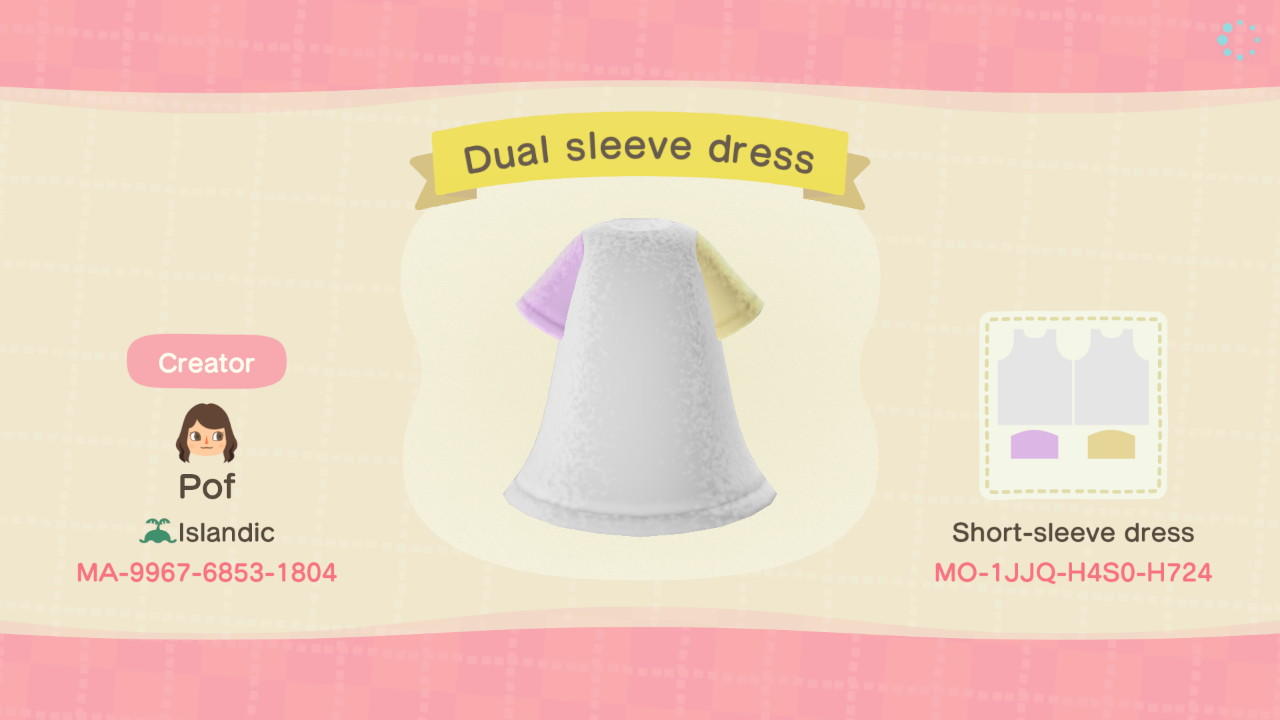 Dual sleeve dress
Creator
Pof
Islandic
MA-9967-6853-1804
Short-sleeve dress
MO-1JJQ-H4S0-H724